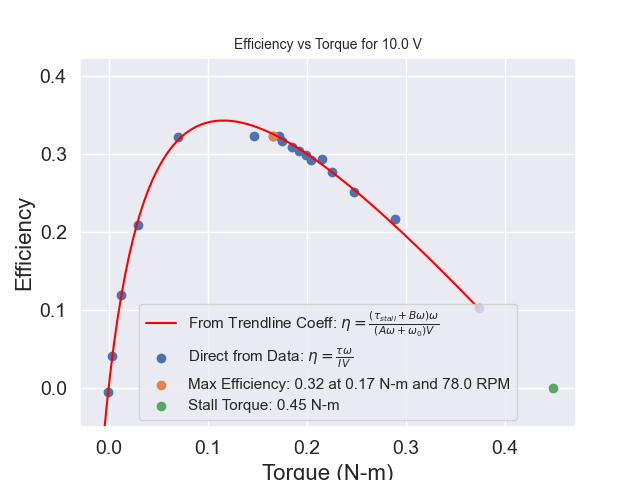 Efficiency vs Torque for 10.0 V
0.4
0.3
0.2
0.1
0.0
Efficiency
From Trendline Coeff: η = (τ_stall + Bω)ω / (Aω + ω₀)V
Direct from Data: η = τω / IV
Max Efficiency: 0.32 at 0.17 N-m and 78.0 RPM
Stall Torque: 0.45 N-m
0.0 0.1 0.2 0.3 0.4
Torque (N-m)